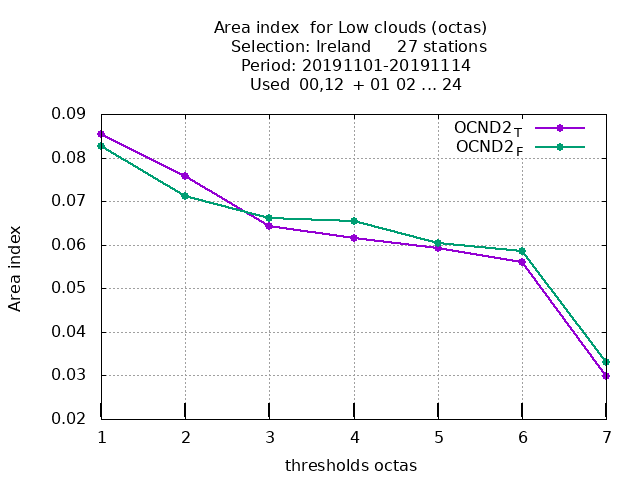 Area index  for Low clouds (octas)
Selection: Ireland     27 stations
Period: 20191101-20191114
Used  00,12  + 01 02 ... 24
OCND2T
OCND2F
0.09
0.08
0.07
0.06
0.05
0.04
0.03
0.02
Area index
1 2 3 4 5 6 7
thresholds octas